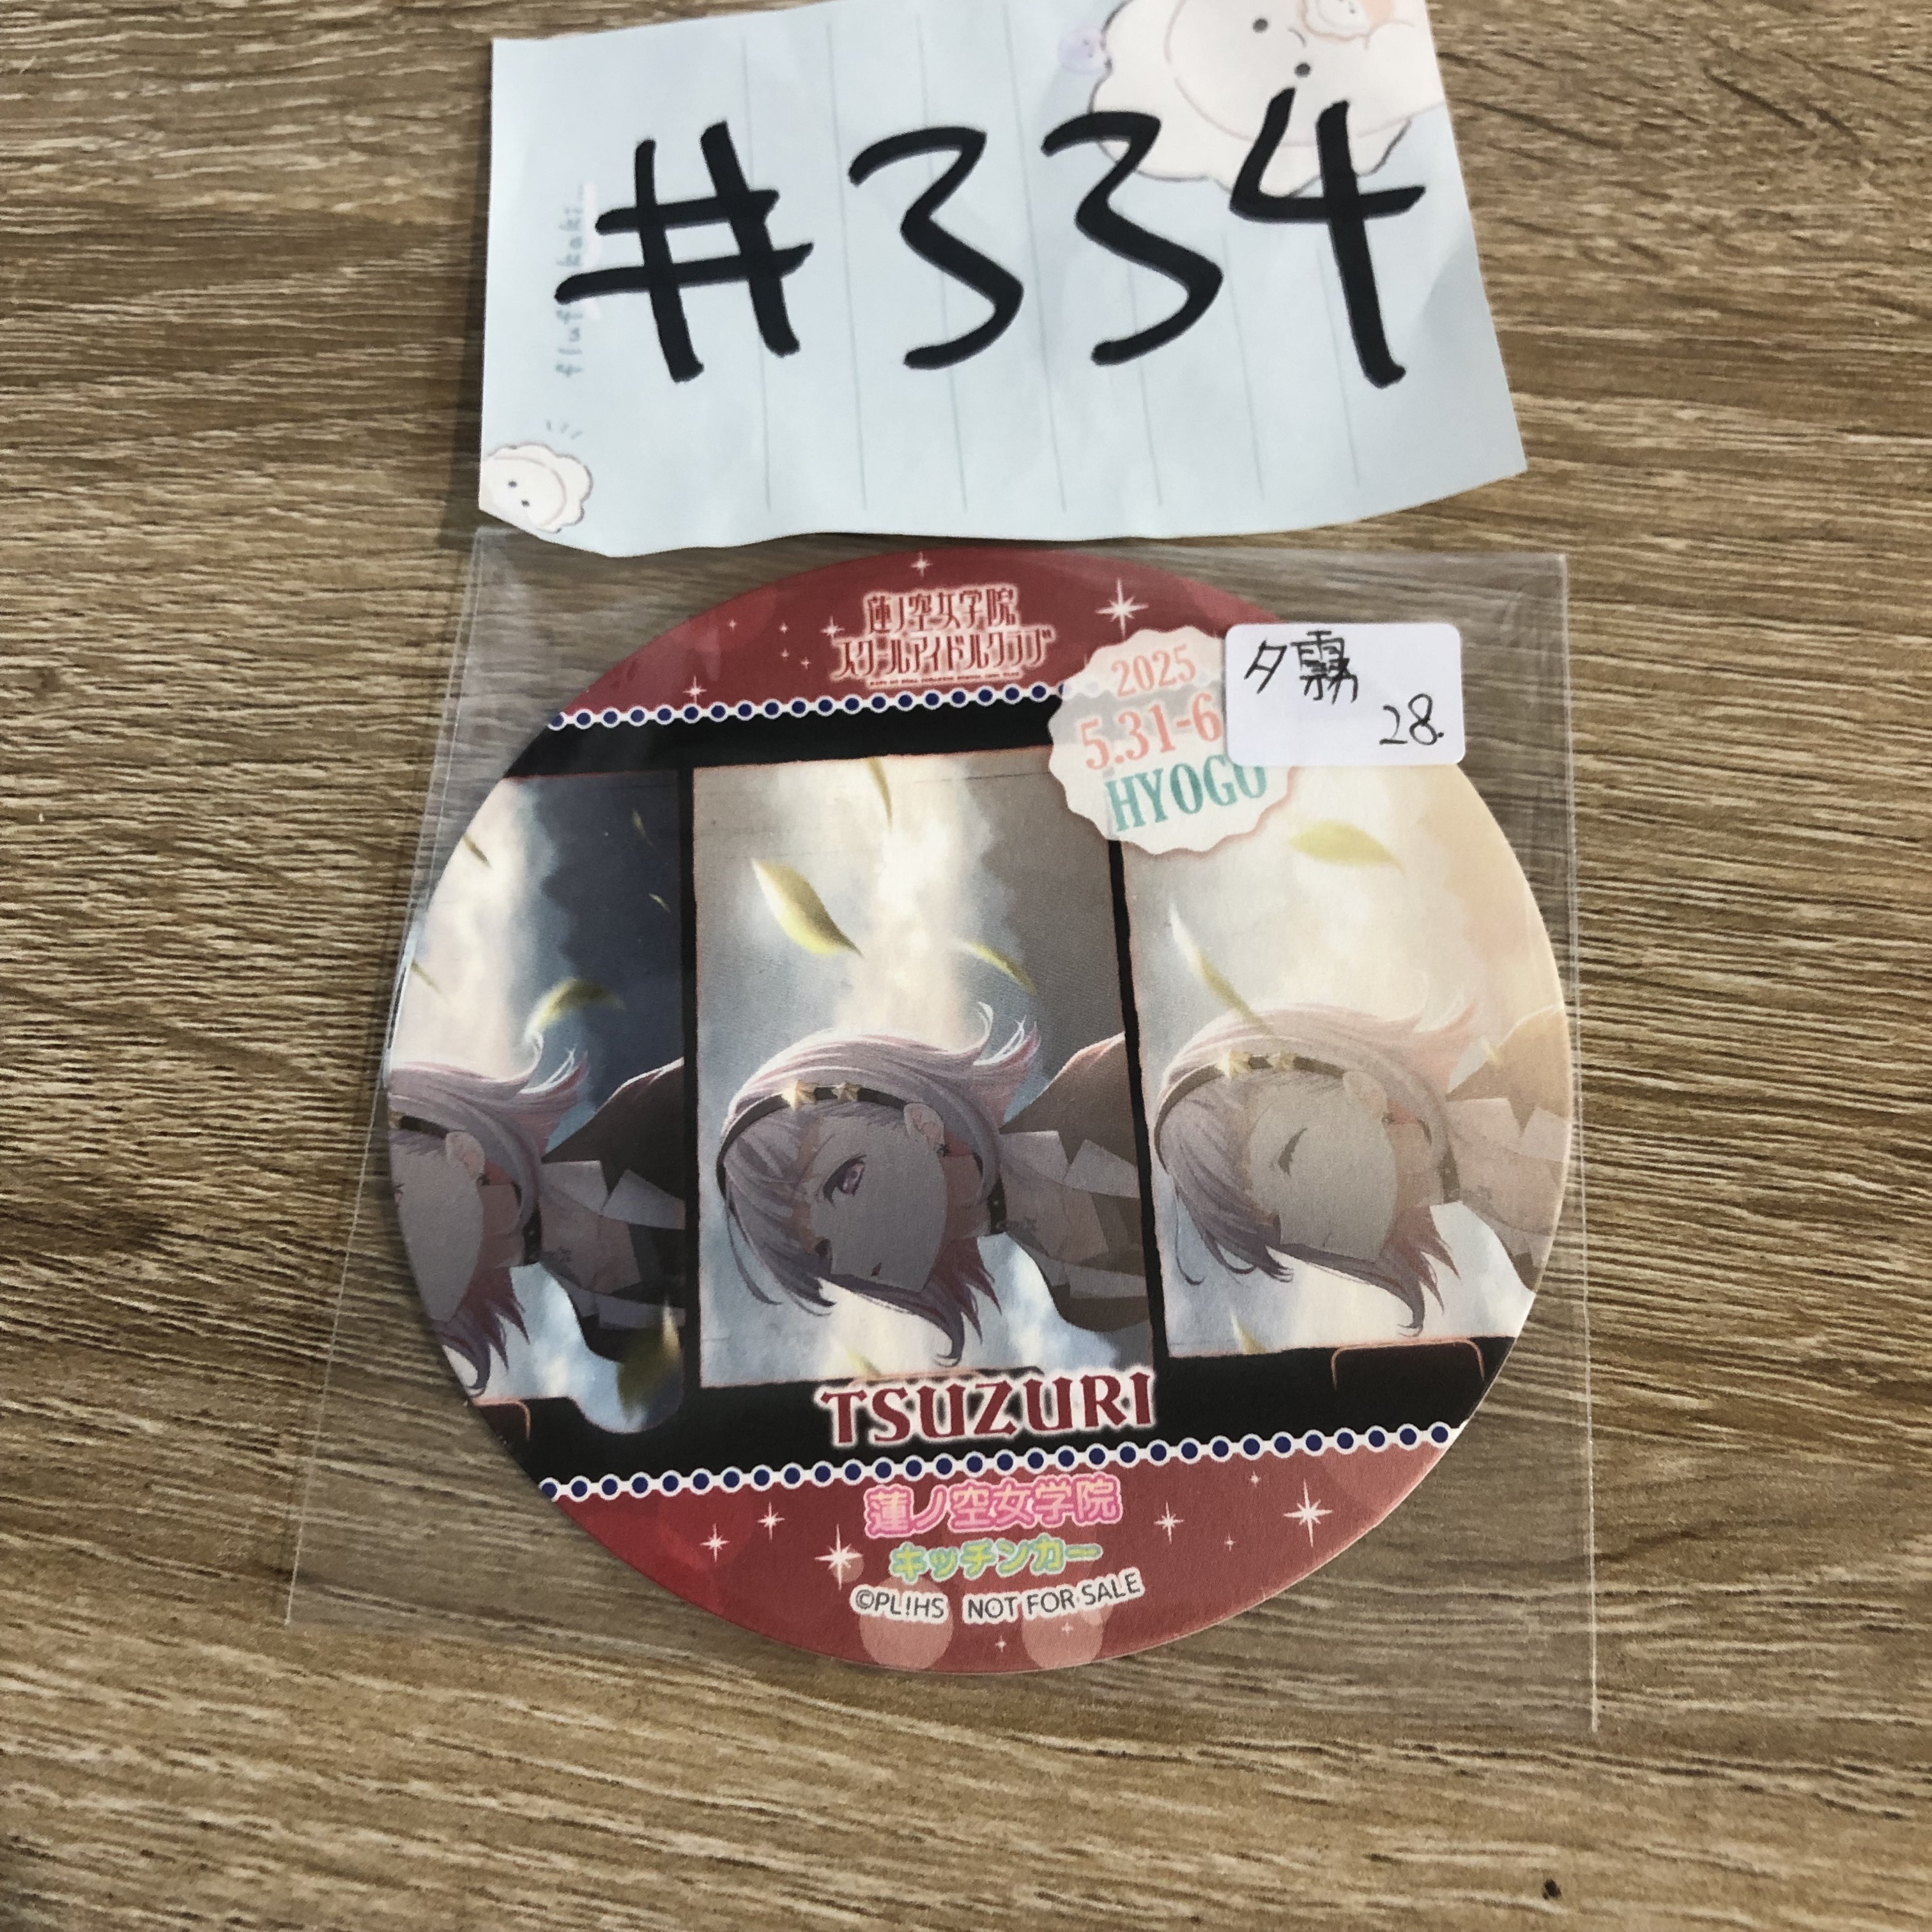 #334
fluffkaki
蓮ノ空女学院
スクールアイドルクラブ
2025
5.31-6
HYOGO
夕霧
28.
TSUZURI
蓮ノ空女学院
キッチンカー
©PL!HS NOT FOR SALE